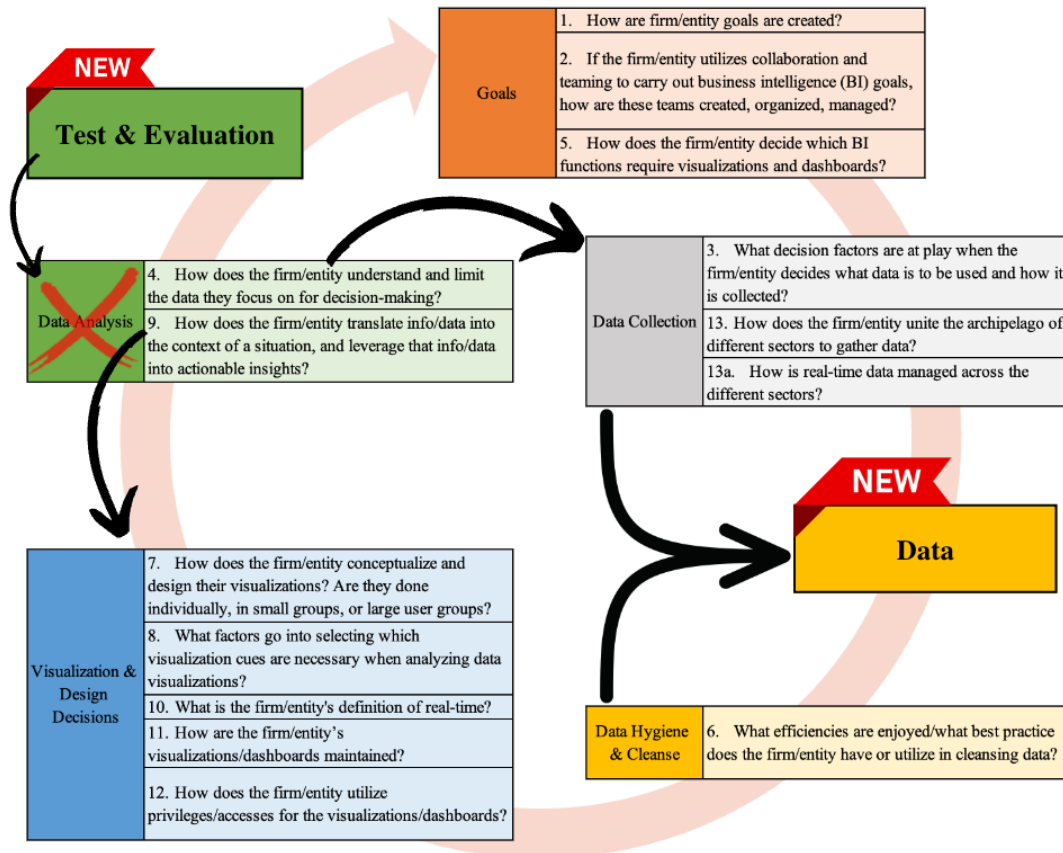 NEW
Test & Evaluation
Goals
1. How are firm/entity goals are created?
2. If the firm/entity utilizes collaboration and
teaming to carry out business intelligence (BI) goals,
how are these teams created, organized, managed?
5. How does the firm/entity decide which BI
functions require visualizations and dashboards?
Data Analysis
4. How does the firm/entity understand and limit
the data they focus on for decision-making?
9. How does the firm/entity translate info/data into
the context of a situation, and leverage that info/data
into actionable insights?
Data Collection
3. What decision factors are at play when the
firm/entity decides what data is to be used and how it
is collected?
13. How does the firm/entity unite the archipelago of
different sectors to gather data?
13a. How is real-time data managed across the
different sectors?
NEW
Data
Visualization &
Design
Decisions
7. How does the firm/entity conceptualize and
design their visualizations? Are they done
individually, in small groups, or large user groups?
8. What factors go into selecting which
visualization cues are necessary when analyzing data
visualizations?
10. What is the firm/entity's definition of real-time?
11. How are the firm/entity’s
visualizations/dashboards maintained?
12. How does the firm/entity utilize
privileges/accesses for the visualizations/dashboards?
Data Hygiene
& Cleanse
6. What efficiencies are enjoyed/what best practice
does the firm/entity have or utilize in cleansing data?